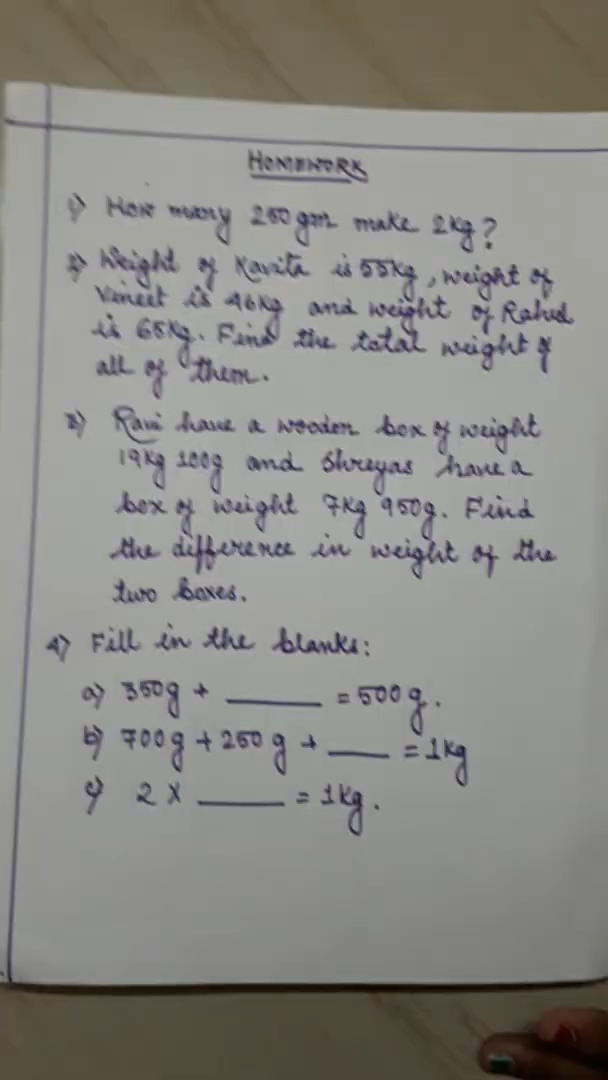 HOMEWORK
1) How many 250 gm make 2kg?
2) Weight of Kavita is 55kg, weight of
Vineet is 46kg and weight of Rahul
is 65kg. Find the total weight of
all of them.
3) Ravi have a wooden box of weight
19kg 100g and Shreyas have a
box of weight 7kg 950g. Find
the difference in weight of the
two boxes.
4) Fill in the blanks:
a) 350g + ______ = 500g.
b) 700g + 250g + ____ = 1kg
c) 2 x ______ = 1kg.